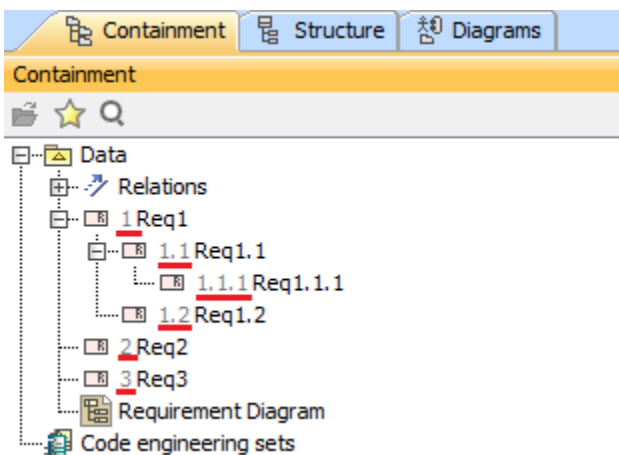 Containment Structure Diagrams
Containment
Data
Relations
1 Req1
1.1 Req1.1
1.1.1 Req1.1.1
1.2 Req1.2
2 Req2
3 Req3
Requirement Diagram
Code engineering sets